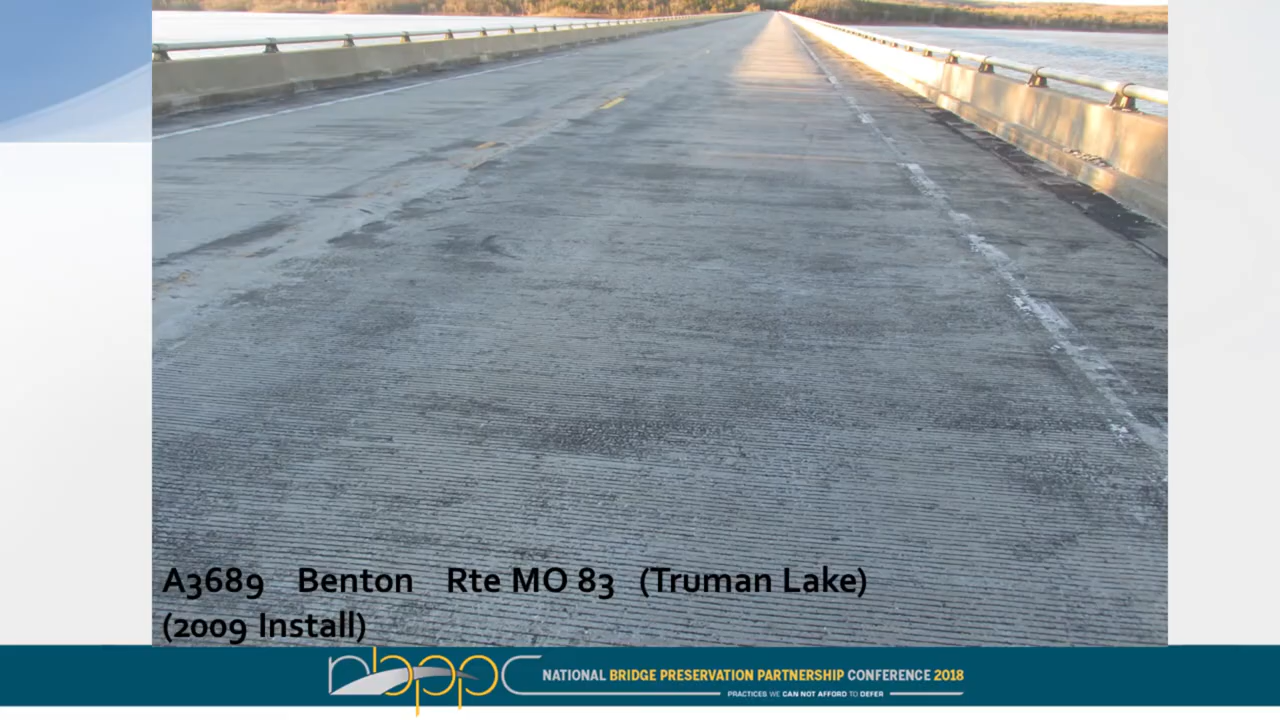 A3689 Benton Rte MO 83 (Truman Lake)
(2009 Install)
nbppc NATIONAL BRIDGE PRESERVATION PARTNERSHIP CONFERENCE 2018
PRACTICES WE CAN NOT AFFORD TO DEFER